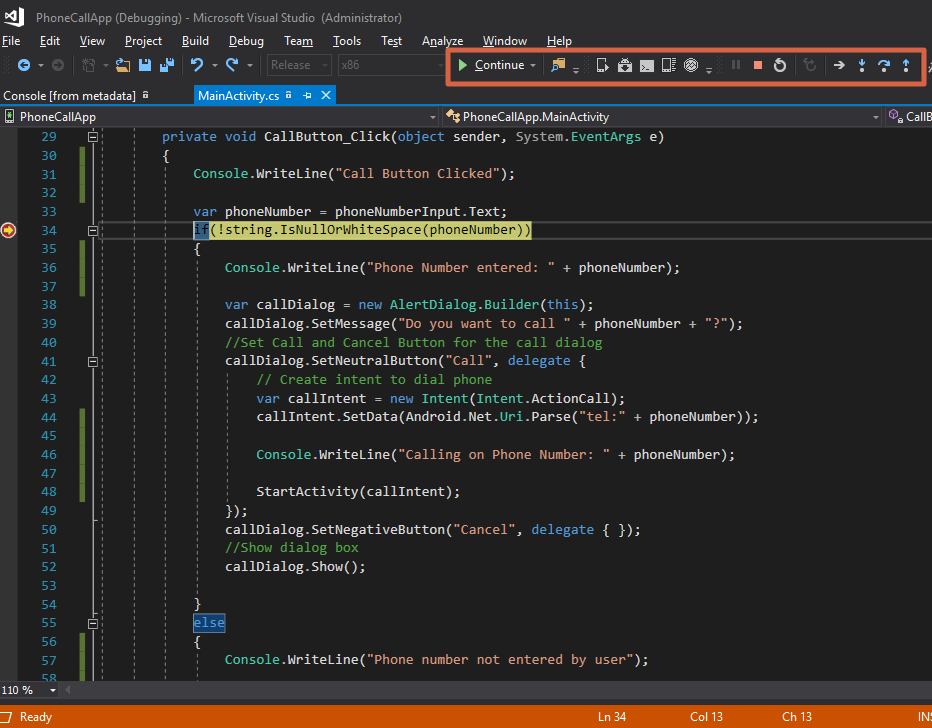 PhoneCallApp (Debugging) - Microsoft Visual Studio (Administrator)
File Edit View Project Build Debug Team Tools Test Analyze Window Help
Release x86 Continue
Console [from metadata] MainActivity.cs
PhoneCallApp PhoneCallApp.MainActivity CallB
29 private void CallButton_Click(object sender, System.EventArgs e)
30 {
31 Console.WriteLine("Call Button Clicked");
32
33 var phoneNumber = phoneNumberInput.Text;
34 if(!string.IsNullOrWhiteSpace(phoneNumber))
35 {
36 Console.WriteLine("Phone Number entered: " + phoneNumber);
37
38 var callDialog = new AlertDialog.Builder(this);
39 callDialog.SetMessage("Do you want to call " + phoneNumber + "?");
40 //Set Call and Cancel Button for the call dialog
41 callDialog.SetNeutralButton("Call", delegate {
42 // Create intent to dial phone
43 var callIntent = new Intent(Intent.ActionCall);
44 callIntent.SetData(Android.Net.Uri.Parse("tel:" + phoneNumber));
45
46 Console.WriteLine("Calling on Phone Number: " + phoneNumber);
47
48 StartActivity(callIntent);
49 });
50 callDialog.SetNegativeButton("Cancel", delegate { });
51 //Show dialog box
52 callDialog.Show();
53
54 }
55 else
56 {
57 Console.WriteLine("Phone number not entered by user");
58
110 %
Ready Ln 34 Col 13 Ch 13 INS